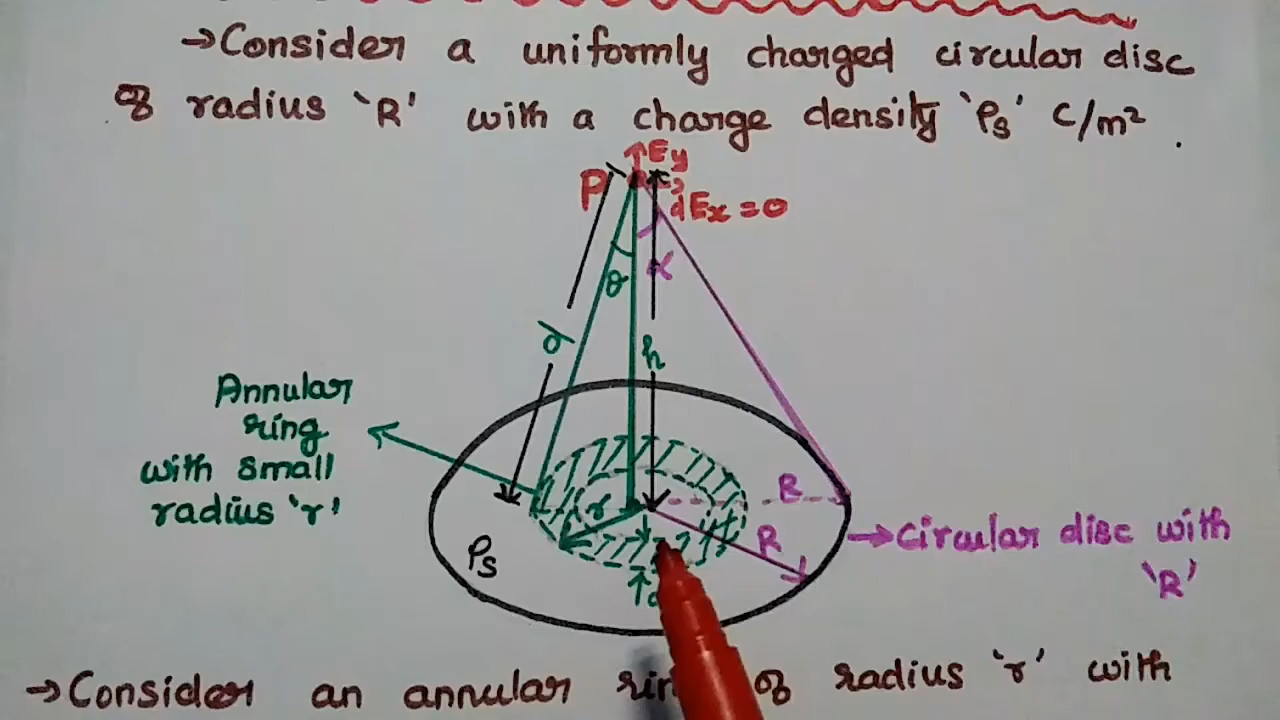 →Consider a uniformly charged circular disc
of radius `R' with a charge density `ρs' C/m² .
↑Ey
P
dEx = 0
θ
α
d
h
Annular
ring
with small
radius 'r'
r
R
R
ρs
→Circular disc with
`R'
→Consider an annular of radius 'r' with